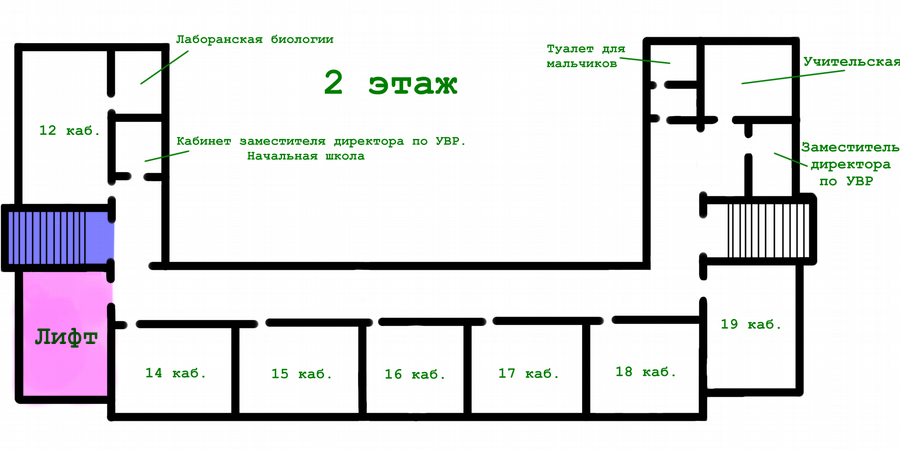 Лаборанская биологии
2 этаж
Туалет для
мальчиков
Учительская
12 каб.
Кабинет заместителя директора по УВР.
Начальная школа
Заместитель
директора
по УВР
Лифт
14 каб.
15 каб.
16 каб.
17 каб.
18 каб.
19 каб.